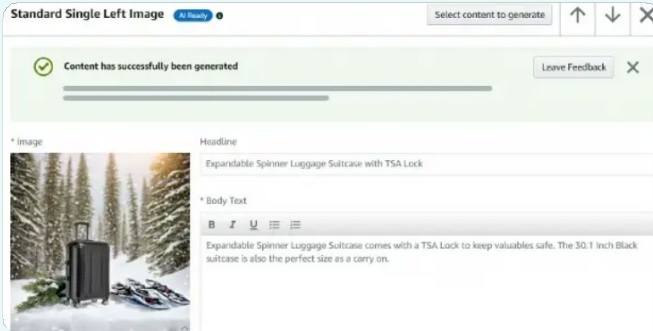 Standard Single Left Image AI Ready Select content to generate
Content has successfully been generated Leave Feedback
* Image Headline
Expandable Spinner Luggage Suitcase with TSA Lock
* Body Text
B I U
Expandable Spinner Luggage Suitcase comes with a TSA Lock to keep valuables safe. The 30.1 Inch Black
suitcase is also the perfect size as a carry on.